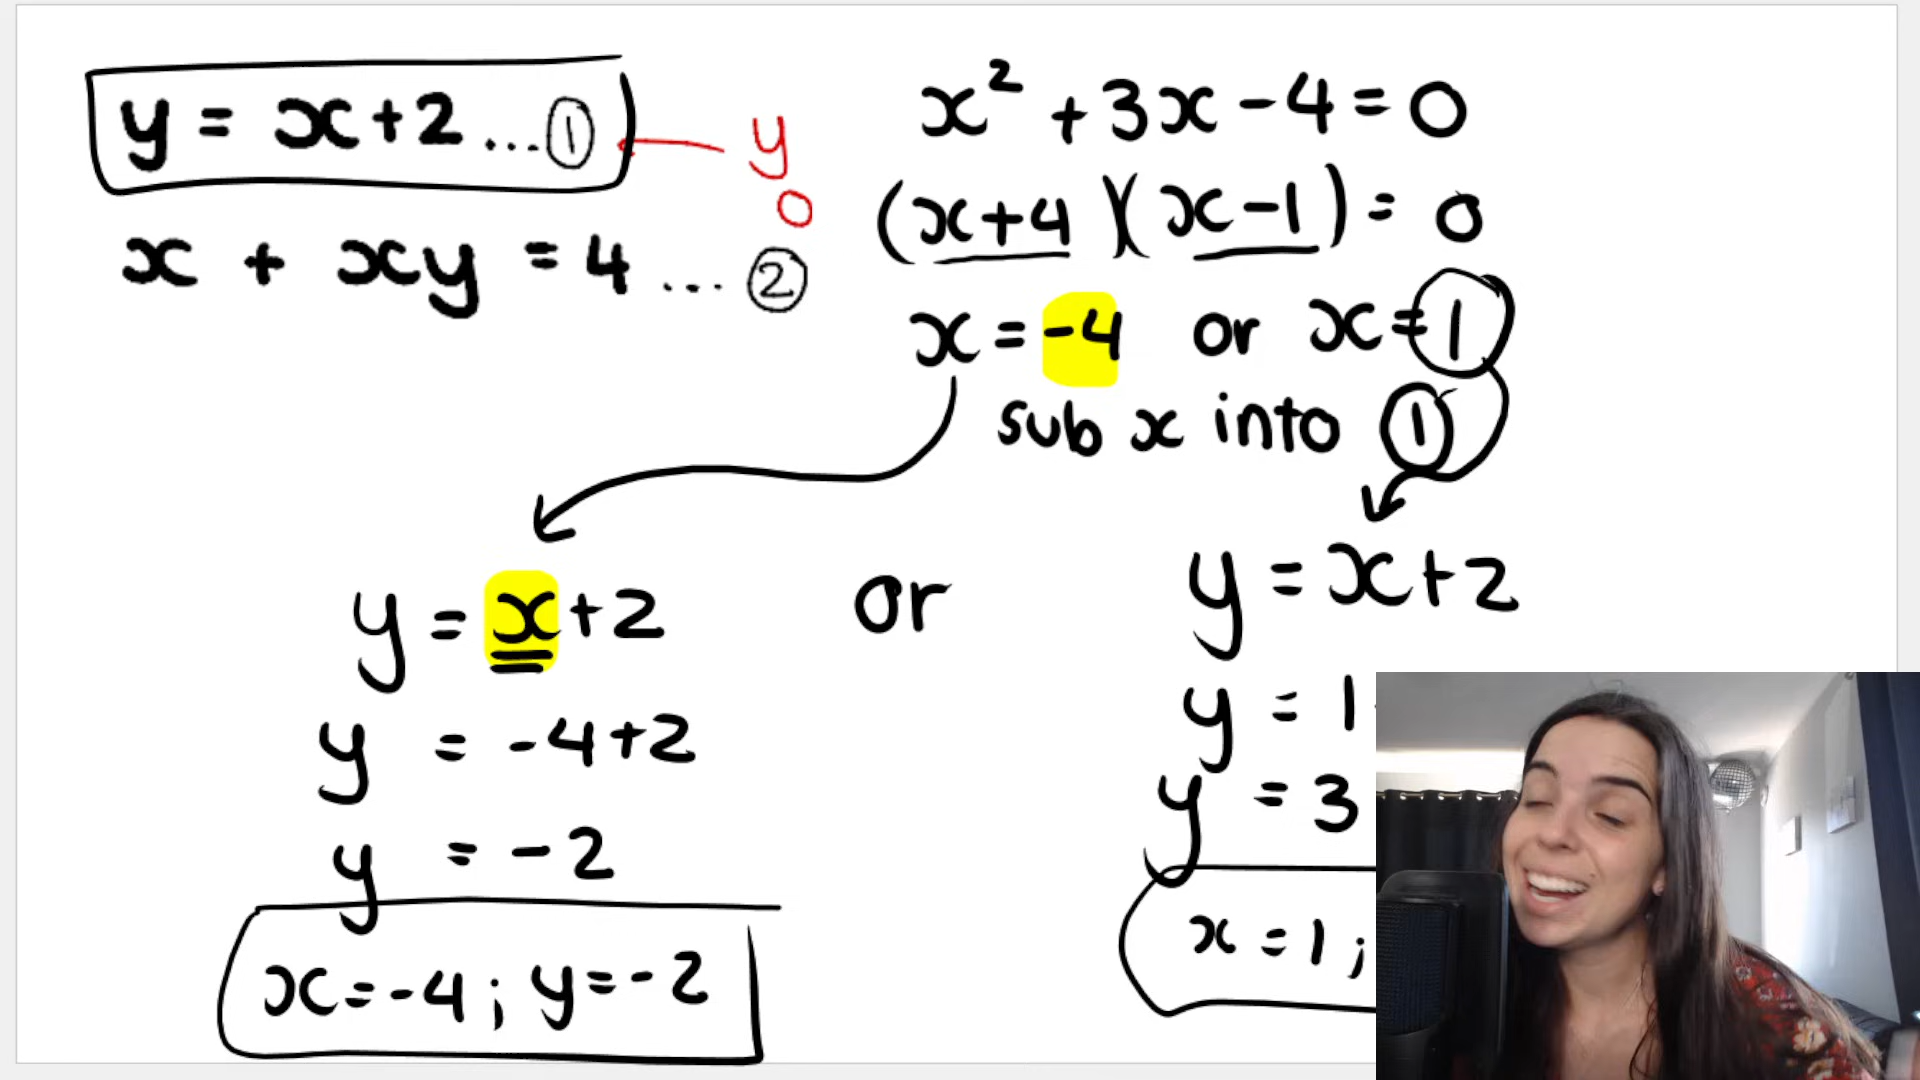 y = x+2 ... ①
y
0
x + xy = 4 ... ②
x² + 3x - 4 = 0
(x+4)(x-1) = 0
x = -4 or x = 1
sub x into ①
y = x+2
y = -4+2
y = -2
x = -4 ; y = -2
or
y = x+2
y = 1
y = 3
x = 1 ;